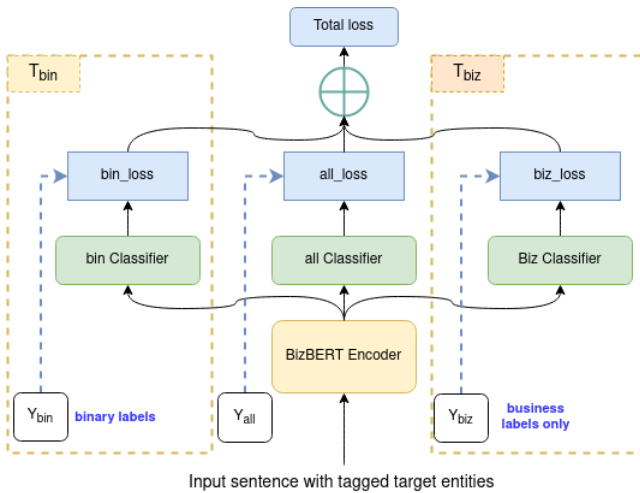 Total loss
Tbin
Tbiz
bin_loss
all_loss
biz_loss
bin Classifier
all Classifier
Biz Classifier
BizBERT Encoder
Ybin
binary labels
Yall
Ybiz
business
labels only
Input sentence with tagged target entities